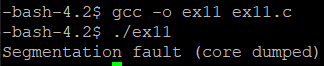 -bash-4.2$ gcc -o ex11 ex11.c
-bash-4.2$ ./ex11
Segmentation fault (core dumped)